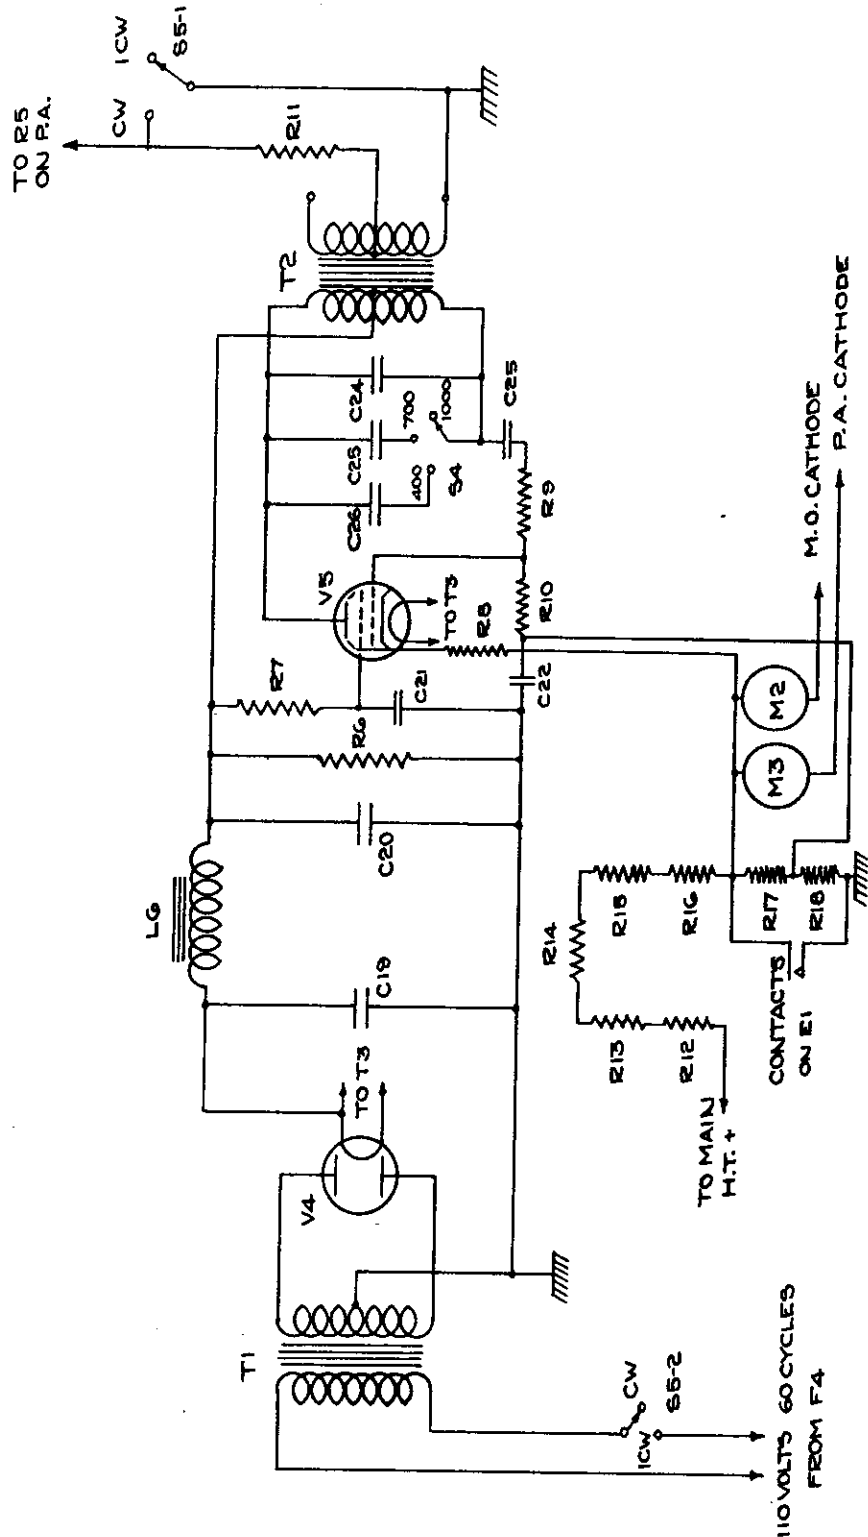 TO R5
ON P.A.
CW
ICW
S5-1
R11
T2
C24
C25
C26
400
700
1000
S4
C25
R9
V5
TO T3
R8
R10
C22
R7
C21
R6
C20
L6
C19
TO T3
V4
T1
M.O. CATHODE
P.A. CATHODE
M2
M3
R14
R15
R16
R17
R18
R13
R12
CONTACTS
ON E1
TO MAIN
H.T. +
CW
ICW
S5-2
110 VOLTS 60 CYCLES
FROM F4